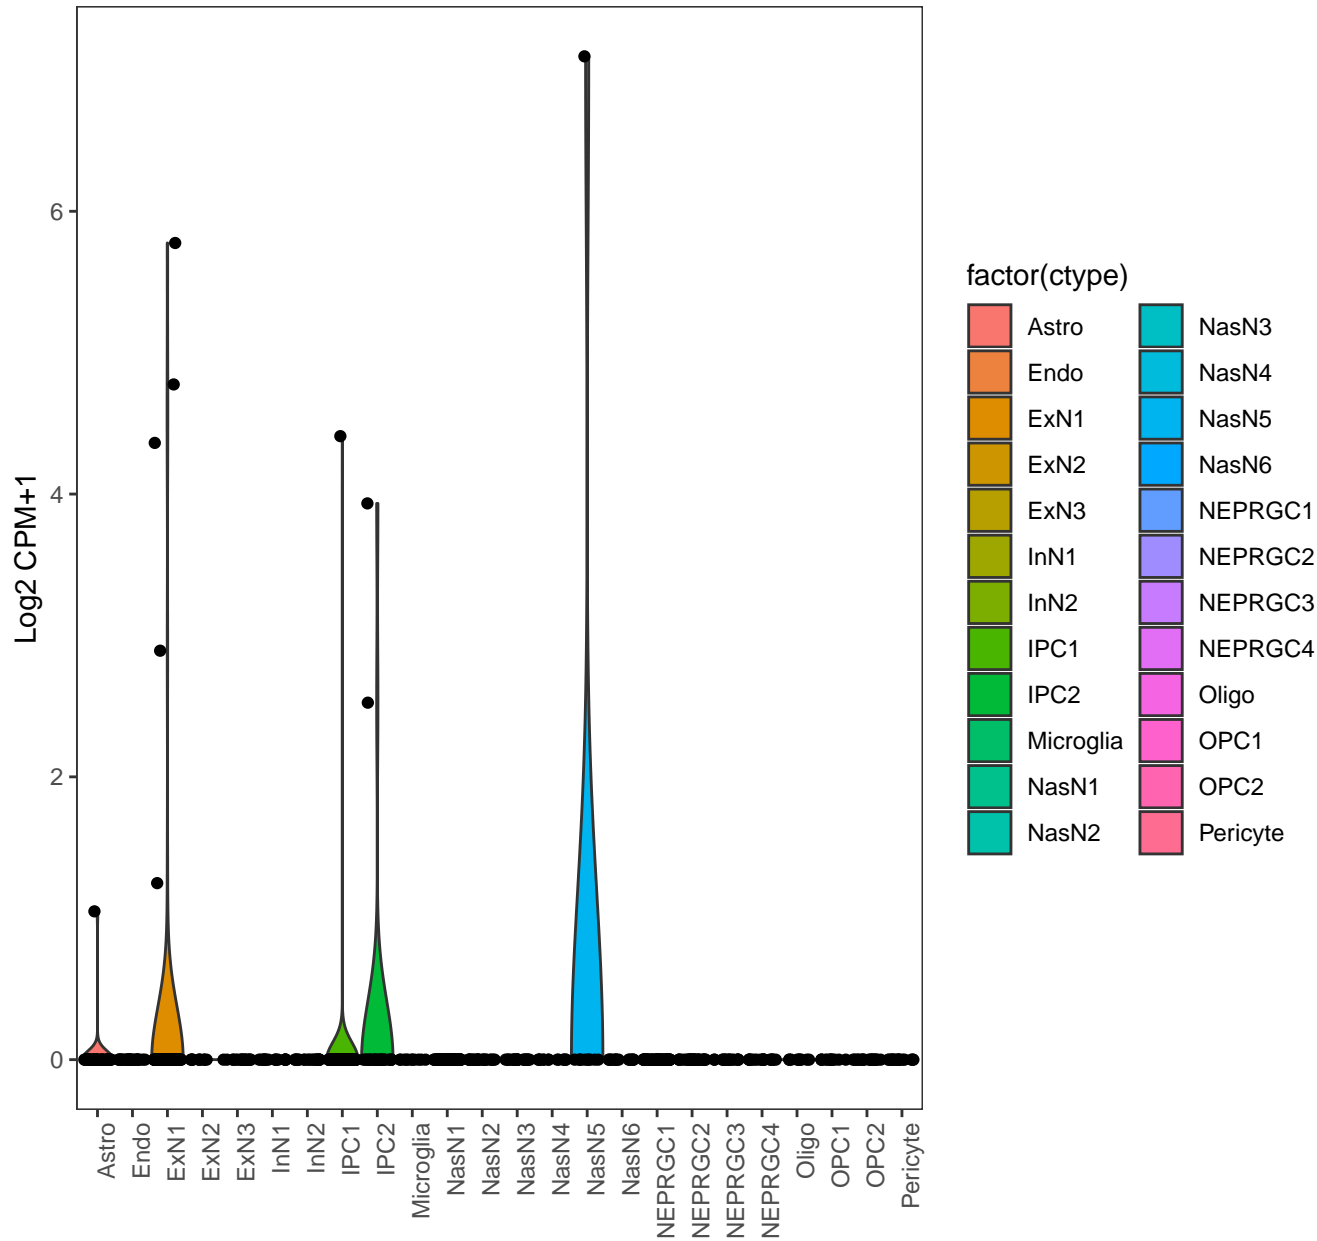 Log2 CPM+1
6
4
2
0
Astro
Endo
ExN1
ExN2
ExN3
InN1
InN2
IPC1
IPC2
Microglia
NasN1
NasN2
NasN3
NasN4
NasN5
NasN6
NEPRGC1
NEPRGC2
NEPRGC3
NEPRGC4
Oligo
OPC1
OPC2
Pericyte
factor(ctype)
Astro
Endo
ExN1
ExN2
ExN3
InN1
InN2
IPC1
IPC2
Microglia
NasN1
NasN2
NasN3
NasN4
NasN5
NasN6
NEPRGC1
NEPRGC2
NEPRGC3
NEPRGC4
Oligo
OPC1
OPC2
Pericyte